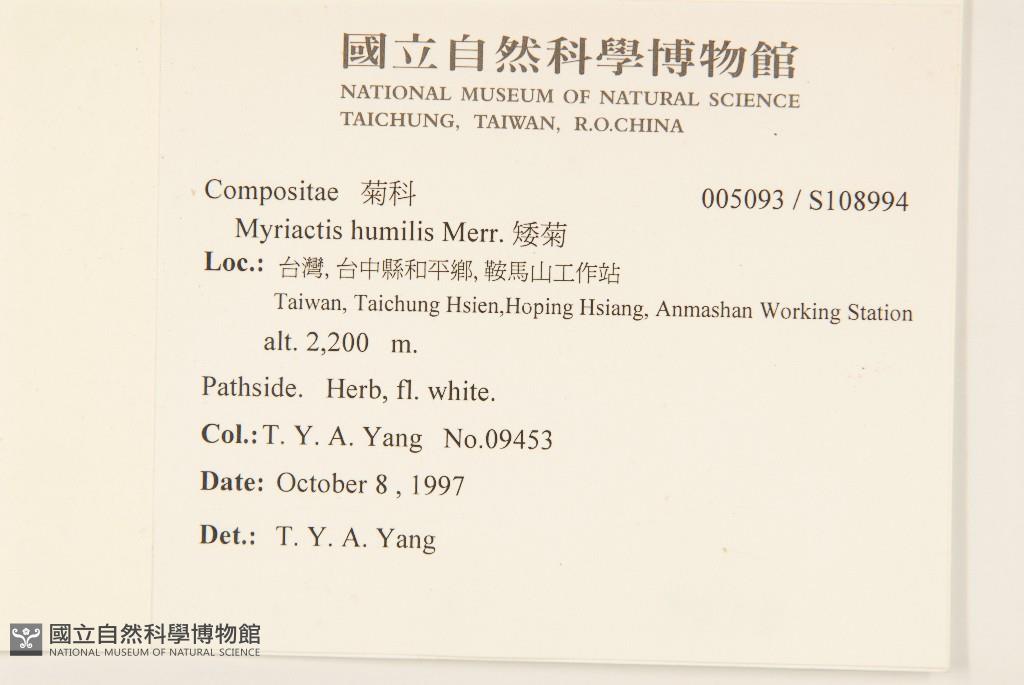 國立自然科學博物館
NATIONAL MUSEUM OF NATURAL SCIENCE
TAICHUNG, TAIWAN, R.O.CHINA
Compositae 菊科 005093 / S108994
Myriactis humilis Merr. 矮菊
Loc.: 台灣, 台中縣和平鄉, 鞍馬山工作站
Taiwan, Taichung Hsien,Hoping Hsiang, Anmashan Working Station
alt. 2,200 m.
Pathside. Herb, fl. white.
Col.: T. Y. A. Yang No.09453
Date: October 8 , 1997
Det.: T. Y. A. Yang
國立自然科學博物館
NATIONAL MUSEUM OF NATURAL SCIENCE